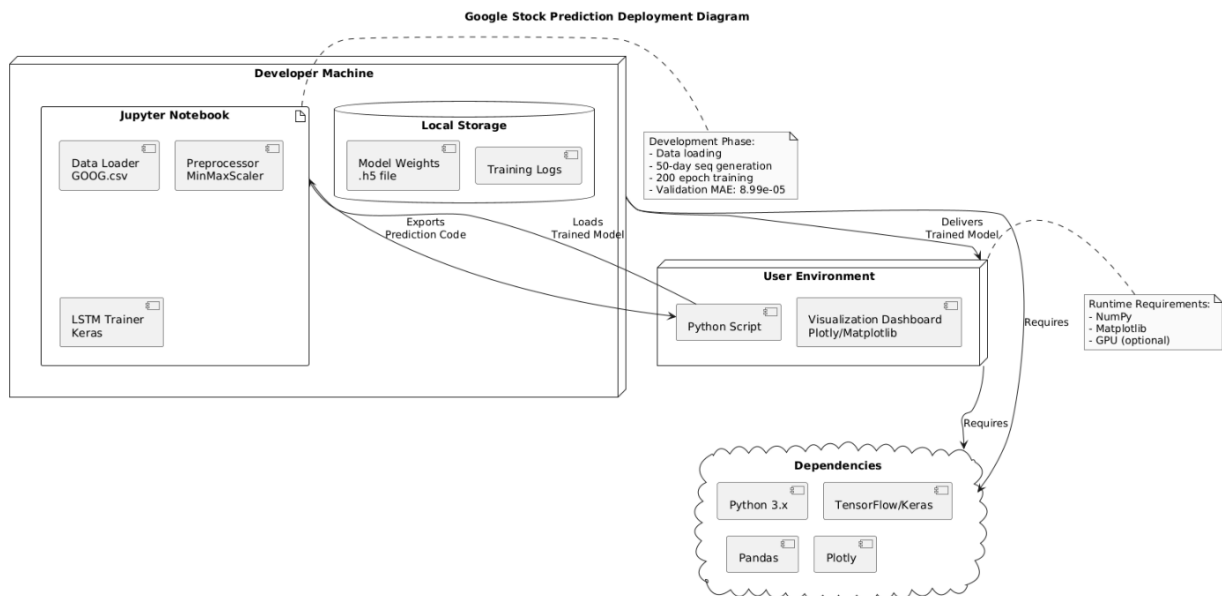 Google Stock Prediction Deployment Diagram
Developer Machine
Jupyter Notebook
Data Loader
GOOG.csv
Preprocessor
MinMaxScaler
LSTM Trainer
Keras
Local Storage
Model Weights
.h5 file
Training Logs
Development Phase:
- Data loading
- 50-day seq generation
- 200 epoch training
- Validation MAE: 8.99e-05
Exports
Prediction Code
Loads
Trained Model
Delivers
Trained Model
User Environment
Python Script
Visualization Dashboard
Plotly/Matplotlib
Runtime Requirements:
- NumPy
- Matplotlib
- GPU (optional)
Requires
Requires
Dependencies
Python 3.x
TensorFlow/Keras
Pandas
Plotly